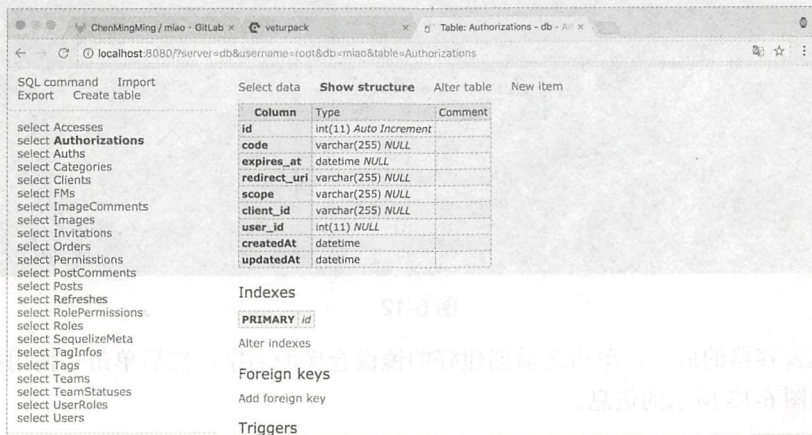 ChenMingMing / miao · GitLab × veturpack × Table: Authorizations - db - Ad ×
localhost:8080/?server=db&username=root&db=miao&table=Authorizations
SQL command Import
Export Create table
select Accesses
select Authorizations
select Auths
select Categories
select Clients
select FMs
select ImageComments
select Images
select Invitations
select Orders
select Permisstions
select PostComments
select Posts
select Refreshes
select RolePermissions
select Roles
select SequelizeMeta
select TagInfos
select Tags
select Teams
select TeamStatuses
select UserRoles
select Users
Select data Show structure Alter table New item
Column Type Comment
id int(11) Auto Increment
code varchar(255) NULL
expires_at datetime NULL
redirect_uri varchar(255) NULL
scope varchar(255) NULL
client_id varchar(255) NULL
user_id int(11) NULL
createdAt datetime
updatedAt datetime
Indexes
PRIMARY id
Alter indexes
Foreign keys
Add foreign key
Triggers